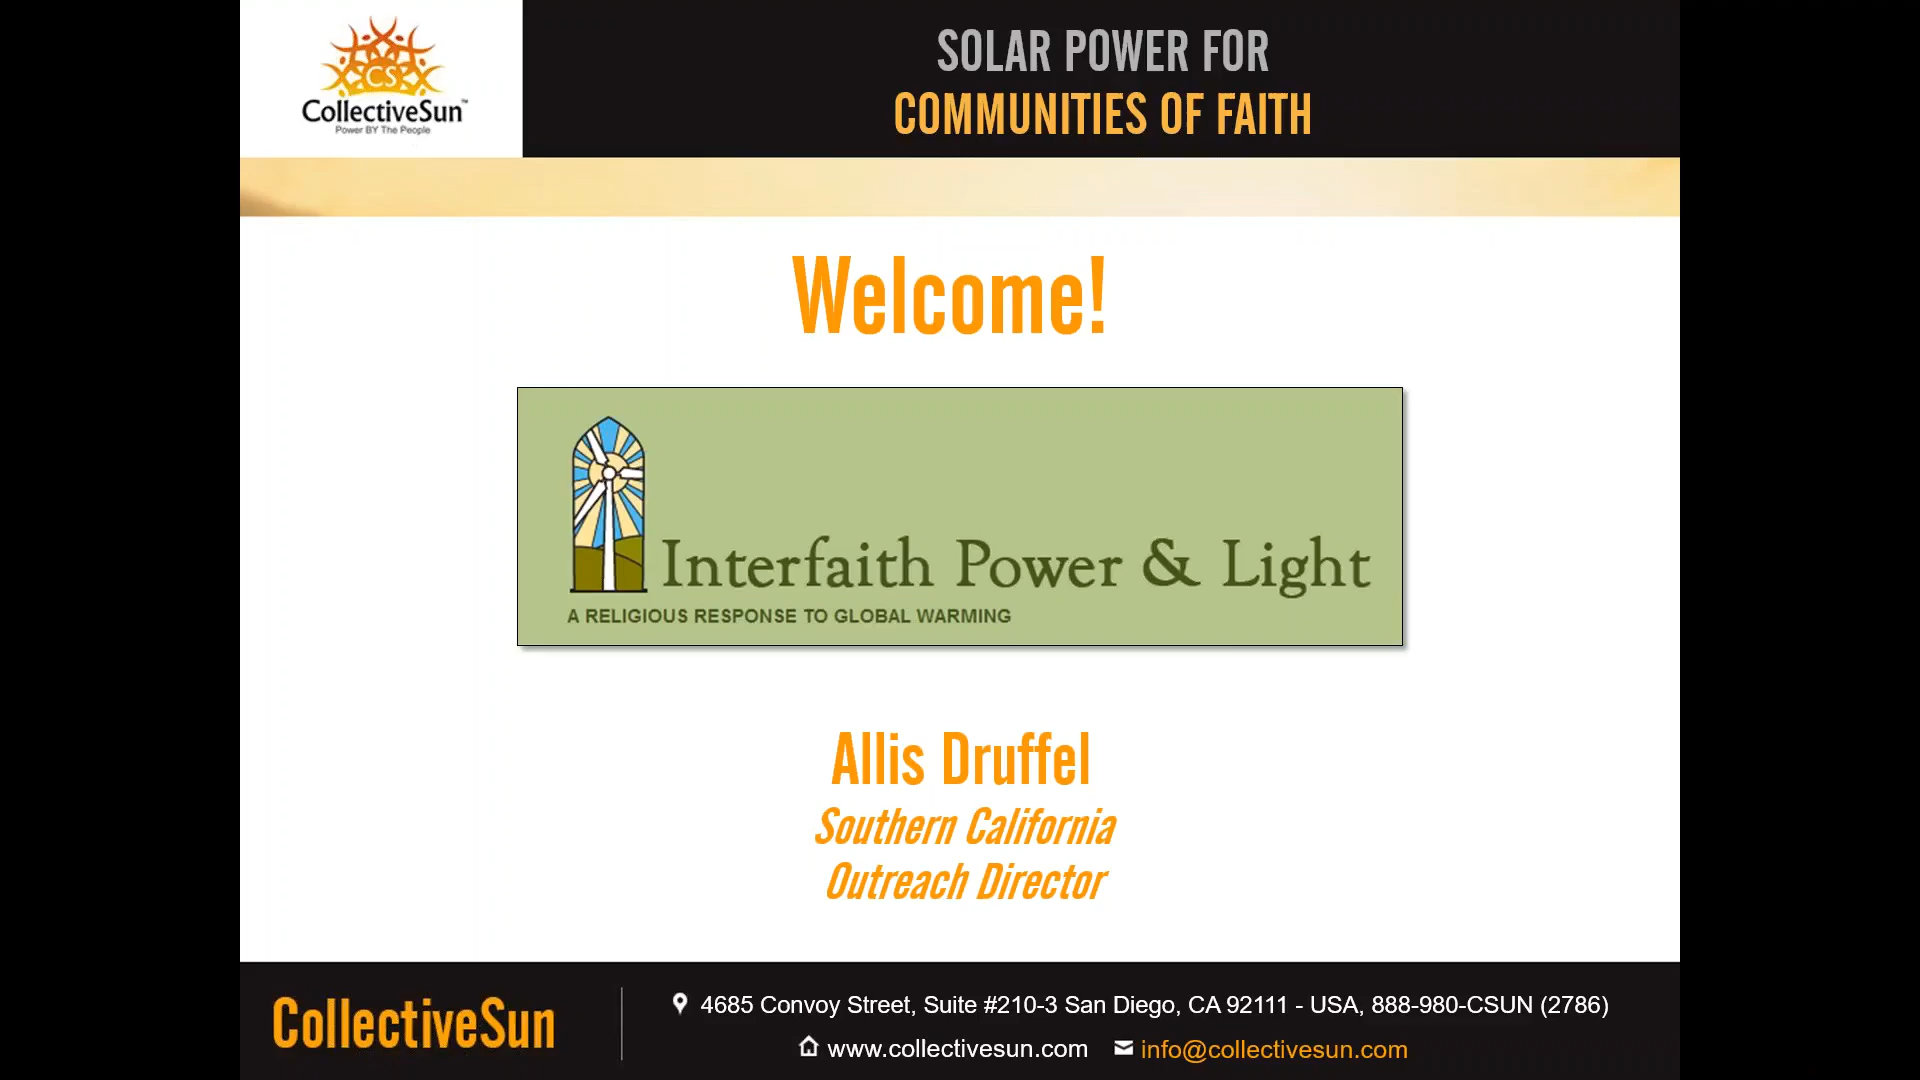 CS
CollectiveSun™
Power BY The People
SOLAR POWER FOR
COMMUNITIES OF FAITH
Welcome!
Interfaith Power & Light
A RELIGIOUS RESPONSE TO GLOBAL WARMING
Allis Druffel
Southern California
Outreach Director
CollectiveSun
4685 Convoy Street, Suite #210-3 San Diego, CA 92111 - USA, 888-980-CSUN (2786)
www.collectivesun.com info@collectivesun.com